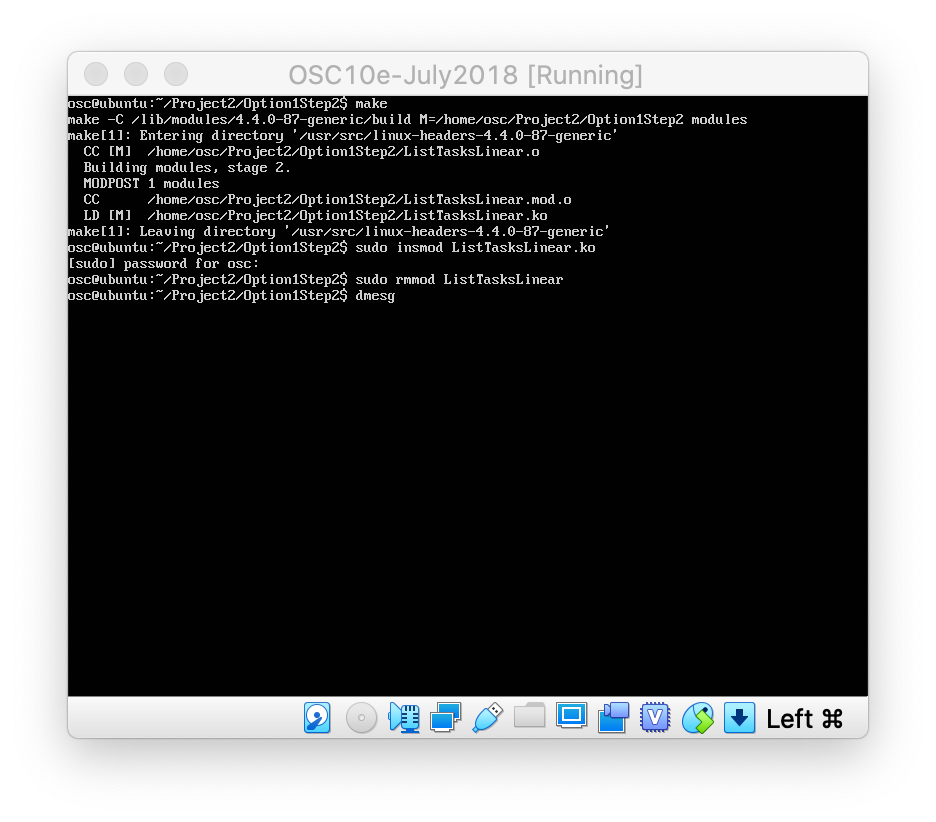 OSC10e-July2018 [Running]
osc@ubuntu:~/Project2/Option1Step2$ make
make -C /lib/modules/4.4.0-87-generic/build M=/home/osc/Project2/Option1Step2 modules
make[1]: Entering directory '/usr/src/linux-headers-4.4.0-87-generic'
  CC [M]  /home/osc/Project2/Option1Step2/ListTasksLinear.o
  Building modules, stage 2.
  MODPOST 1 modules
  CC      /home/osc/Project2/Option1Step2/ListTasksLinear.mod.o
  LD [M]  /home/osc/Project2/Option1Step2/ListTasksLinear.ko
make[1]: Leaving directory '/usr/src/linux-headers-4.4.0-87-generic'
osc@ubuntu:~/Project2/Option1Step2$ sudo insmod ListTasksLinear.ko
[sudo] password for osc:
osc@ubuntu:~/Project2/Option1Step2$ sudo rmmod ListTasksLinear
osc@ubuntu:~/Project2/Option1Step2$ dmesg
V Left ⌘